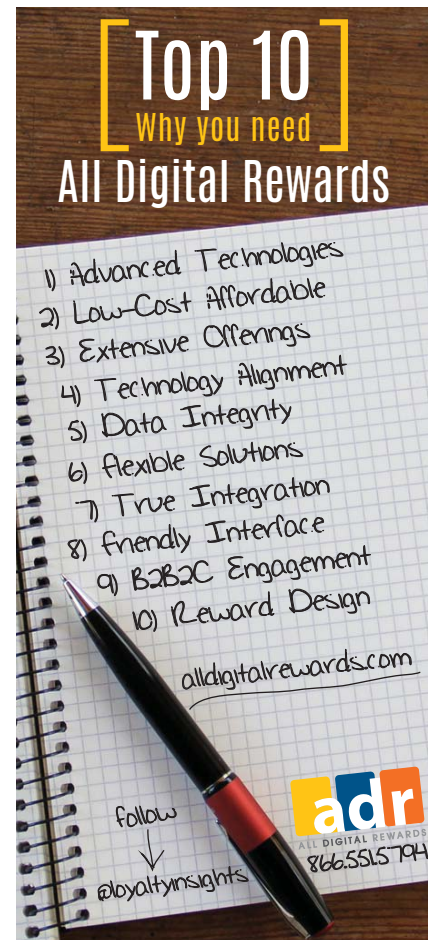 Top 10
Why you need
All Digital Rewards
1) Advanced Technologies
2) Low-Cost Affordable
3) Extensive Offerings
4) Technology Alignment
5) Data Integrity
6) Flexible Solutions
7) True Integration
8) Friendly Interface
9) B2B2C Engagement
10) Reward Design
alldigitalrewards.com
follow
@loyaltyinsights
adr
ALL DIGITAL REWARDS
866.551.5794